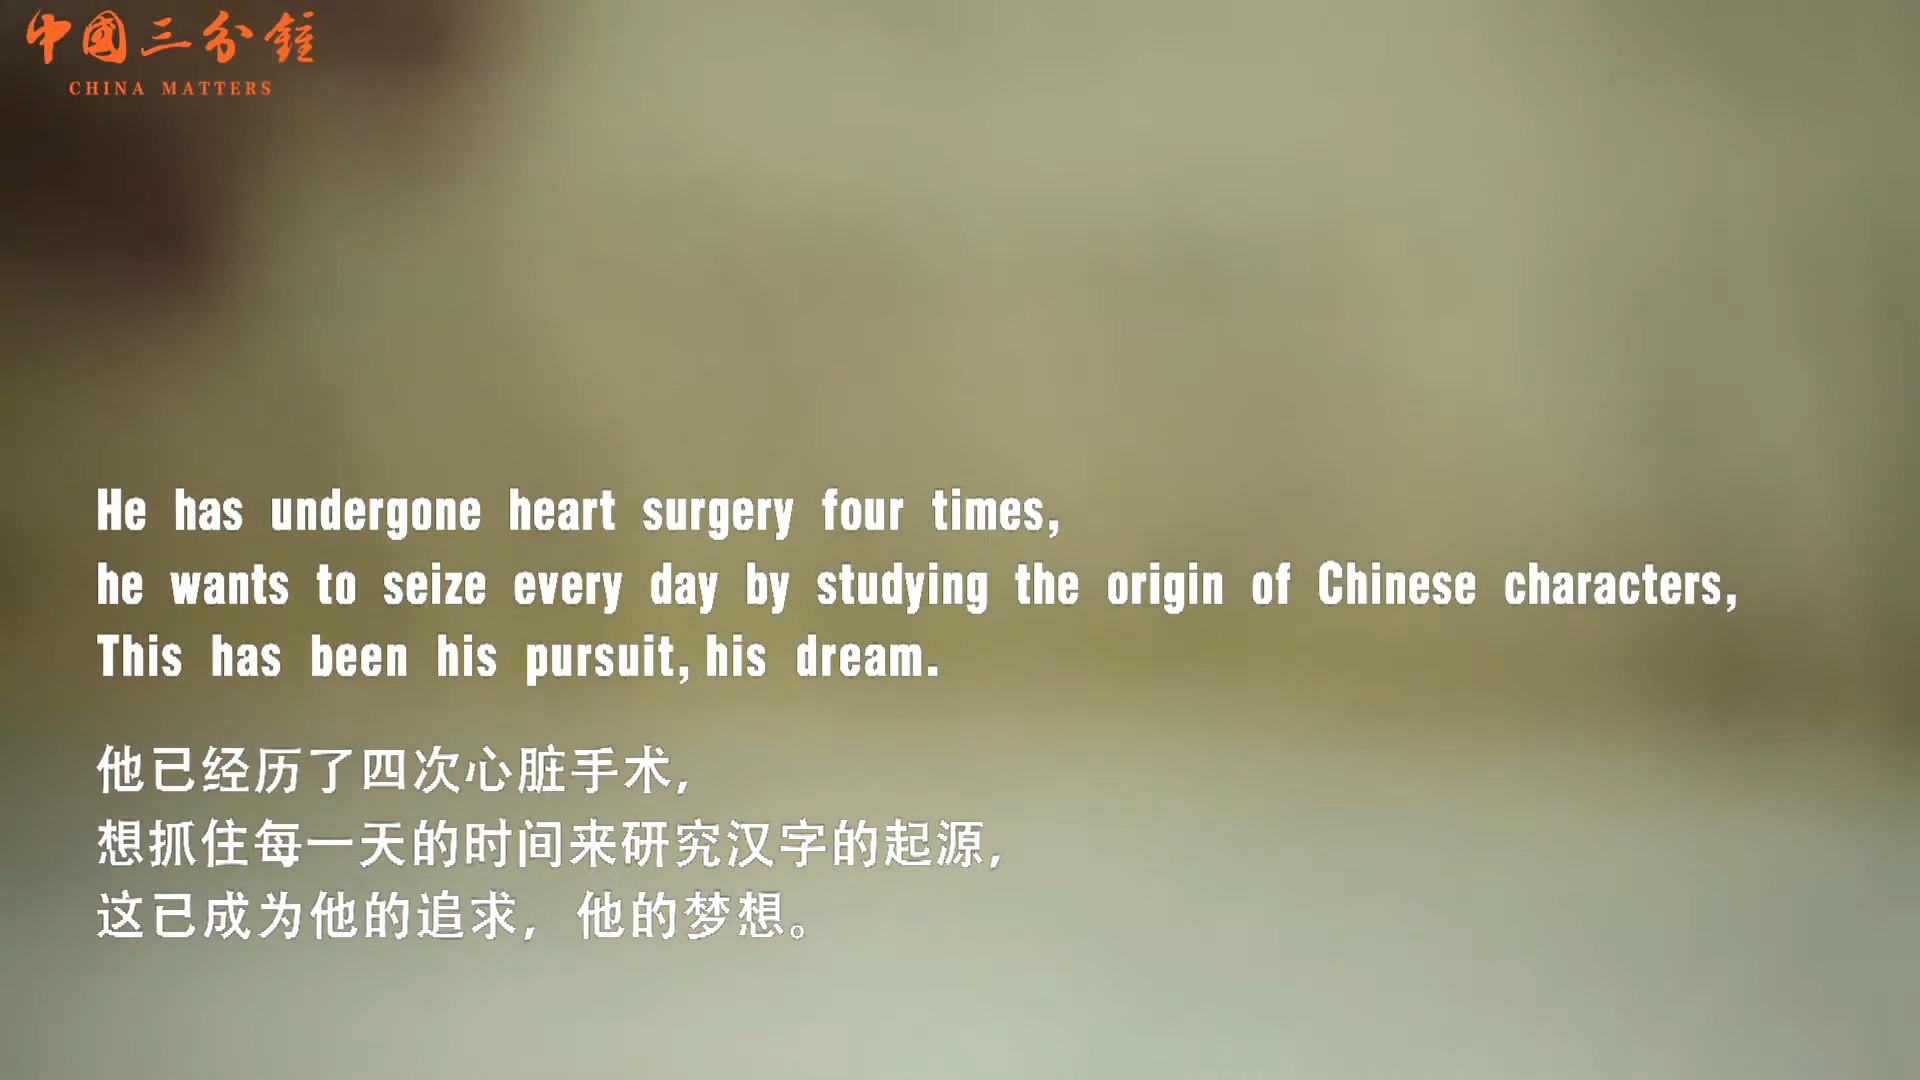 中國三分鐘
CHINA MATTERS
He has undergone heart surgery four times,
he wants to seize every day by studying the origin of Chinese characters,
This has been his pursuit, his dream.
他已经历了四次心脏手术,
想抓住每一天的时间来研究汉字的起源,
这已成为他的追求, 他的梦想。